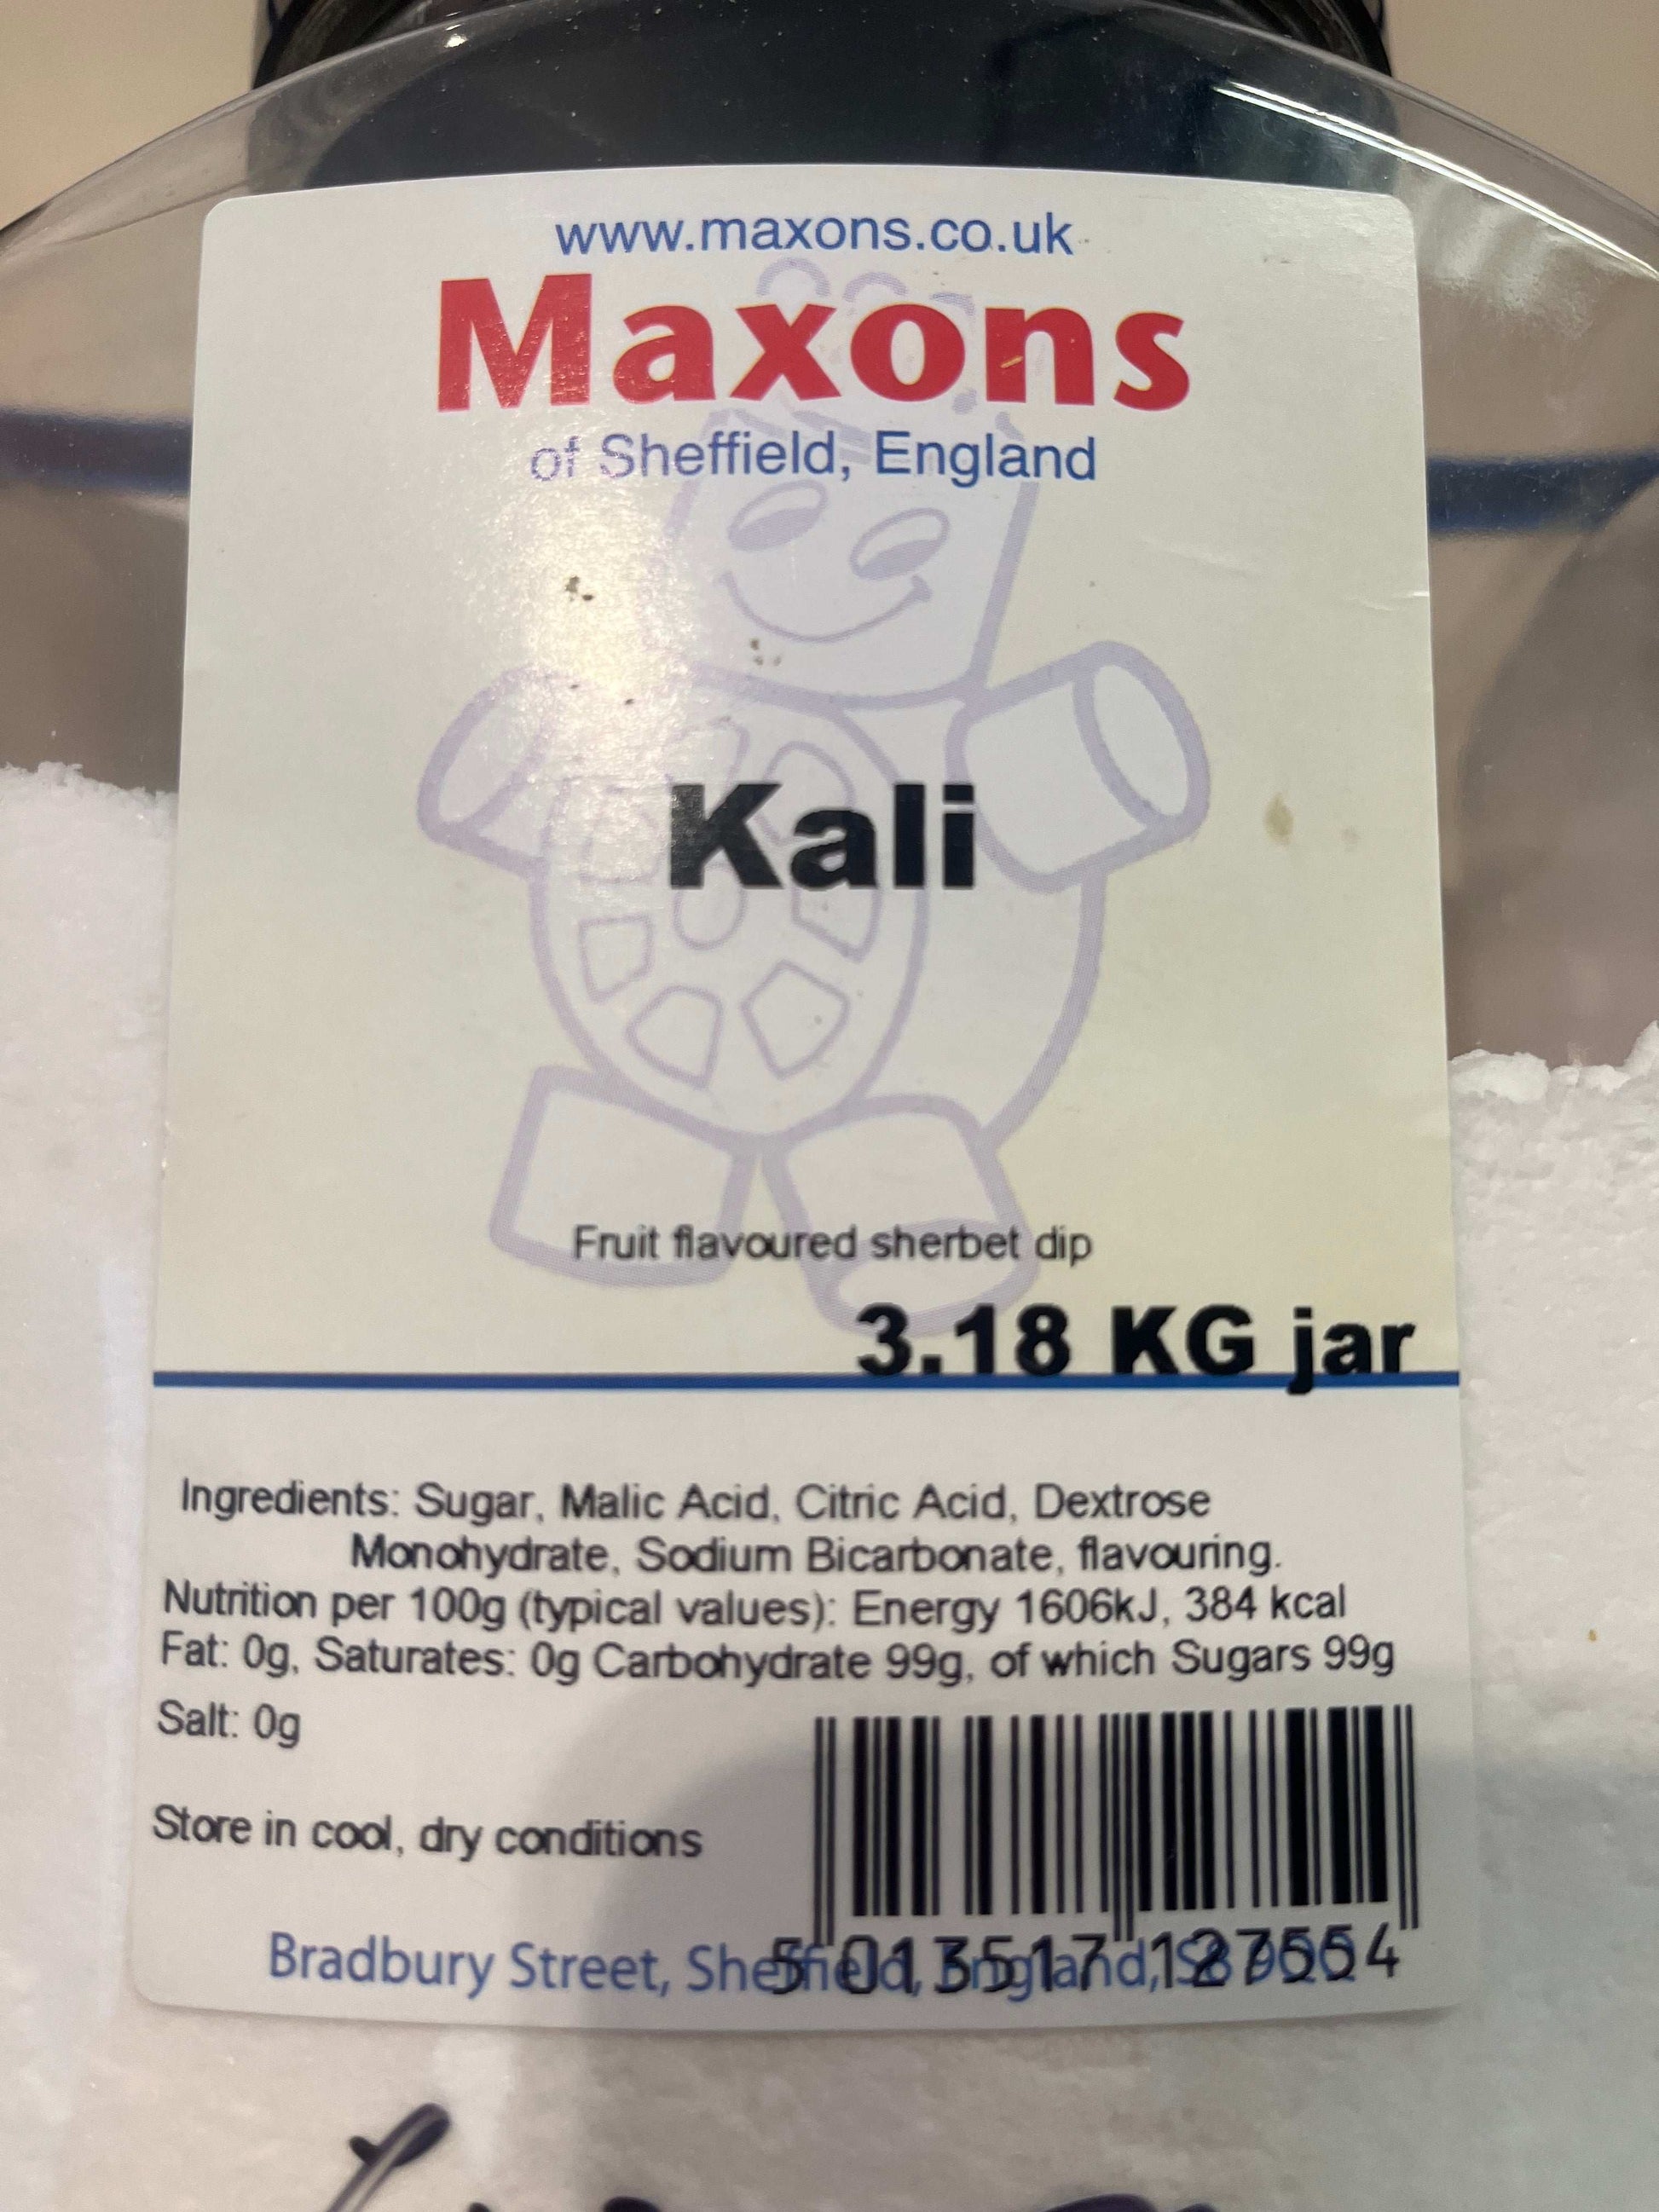 www.maxons.co.uk
Maxons
of Sheffield, England
Kali
Fruit flavoured sherbet dip
3.18 KG jar
Ingredients: Sugar, Malic Acid, Citric Acid, Dextrose
Monohydrate, Sodium Bicarbonate, flavouring.
Nutrition per 100g (typical values): Energy 1606kJ, 384 kcal
Fat: 0g, Saturates: 0g Carbohydrate 99g, of which Sugars 99g
Salt: 0g
Store in cool, dry conditions
Bradbury Street, Sheffield, England,
5 013517 127554